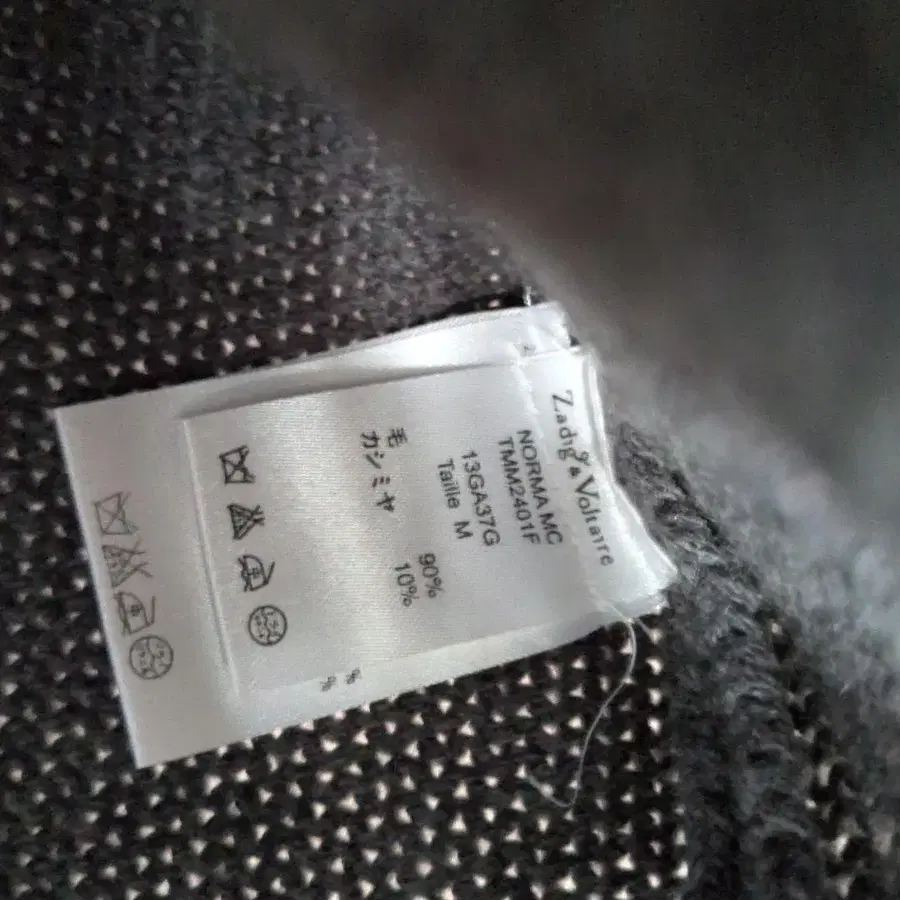 Zadig & Voltaire
NORMA MC
TMM2401F
13GA37G
Taille M
毛 90%
カシミヤ 10%
%
%